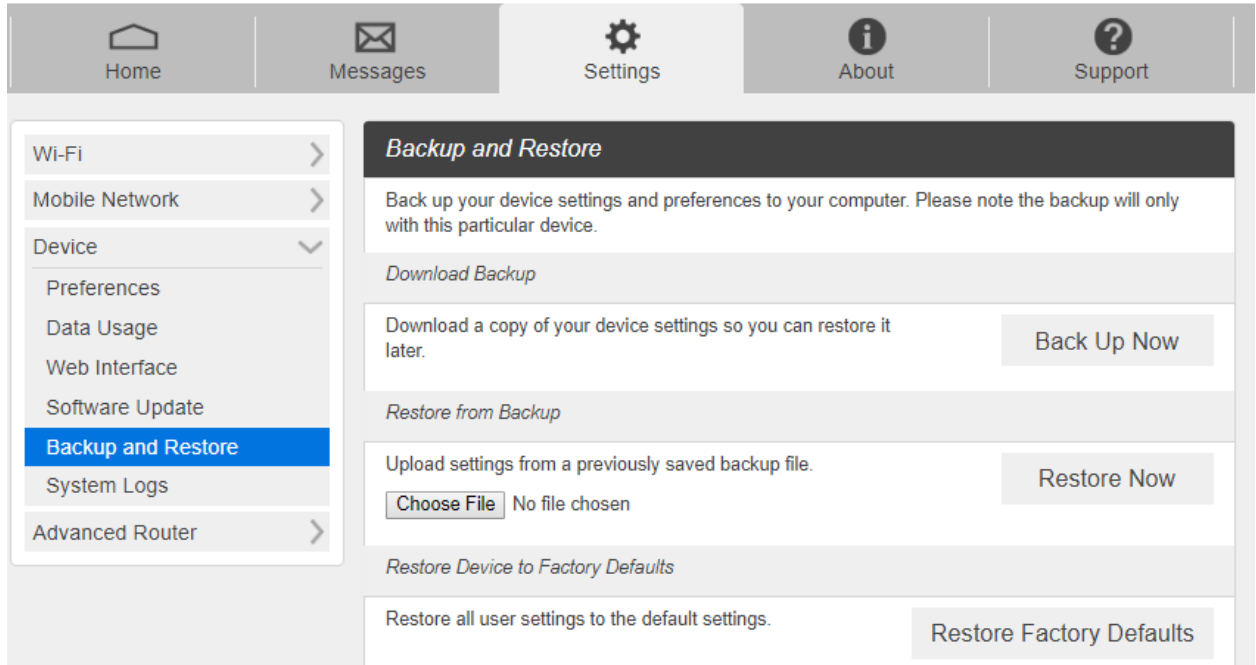 Home
Messages
Settings
About
Support
Wi-Fi
Mobile Network
Device
Preferences
Data Usage
Web Interface
Software Update
Backup and Restore
System Logs
Advanced Router
Backup and Restore
Back up your device settings and preferences to your computer. Please note the backup will only
with this particular device.
Download Backup
Download a copy of your device settings so you can restore it
later.
Back Up Now
Restore from Backup
Upload settings from a previously saved backup file.
Choose File No file chosen
Restore Now
Restore Device to Factory Defaults
Restore all user settings to the default settings.
Restore Factory Defaults